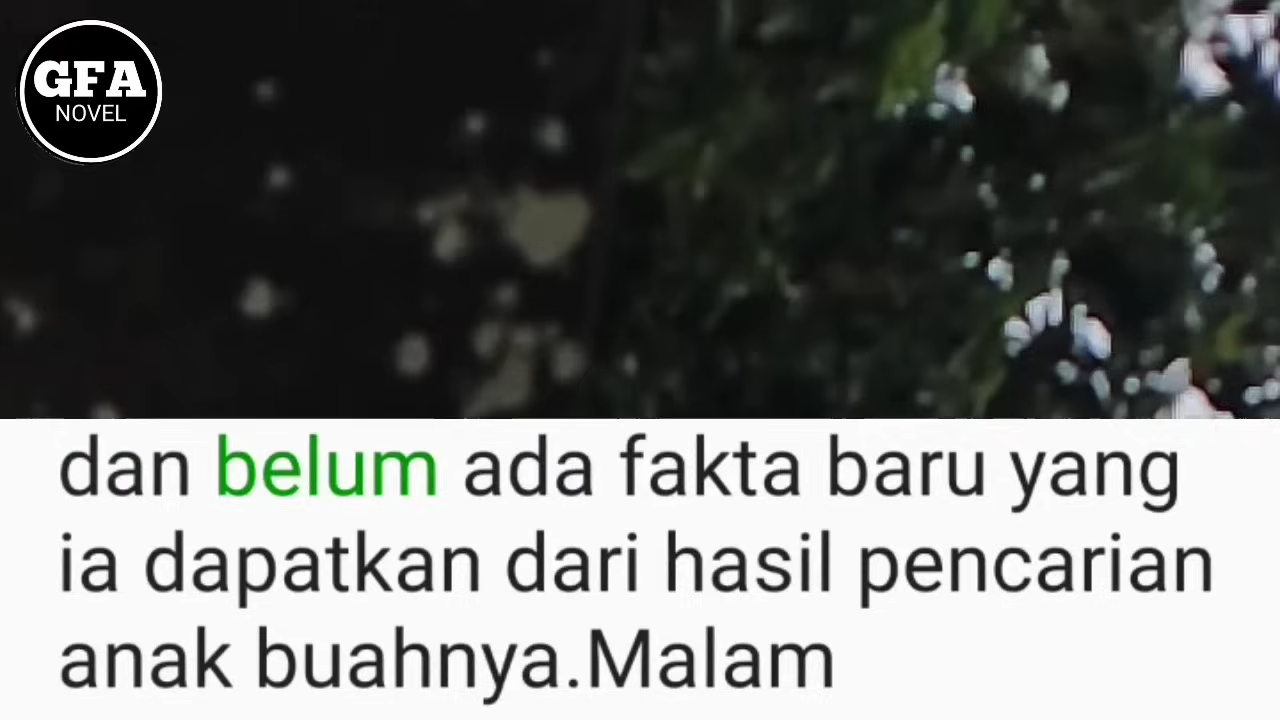 GFA
NOVEL
dan belum ada fakta baru yang
ia dapatkan dari hasil pencarian
anak buahnya.Malam